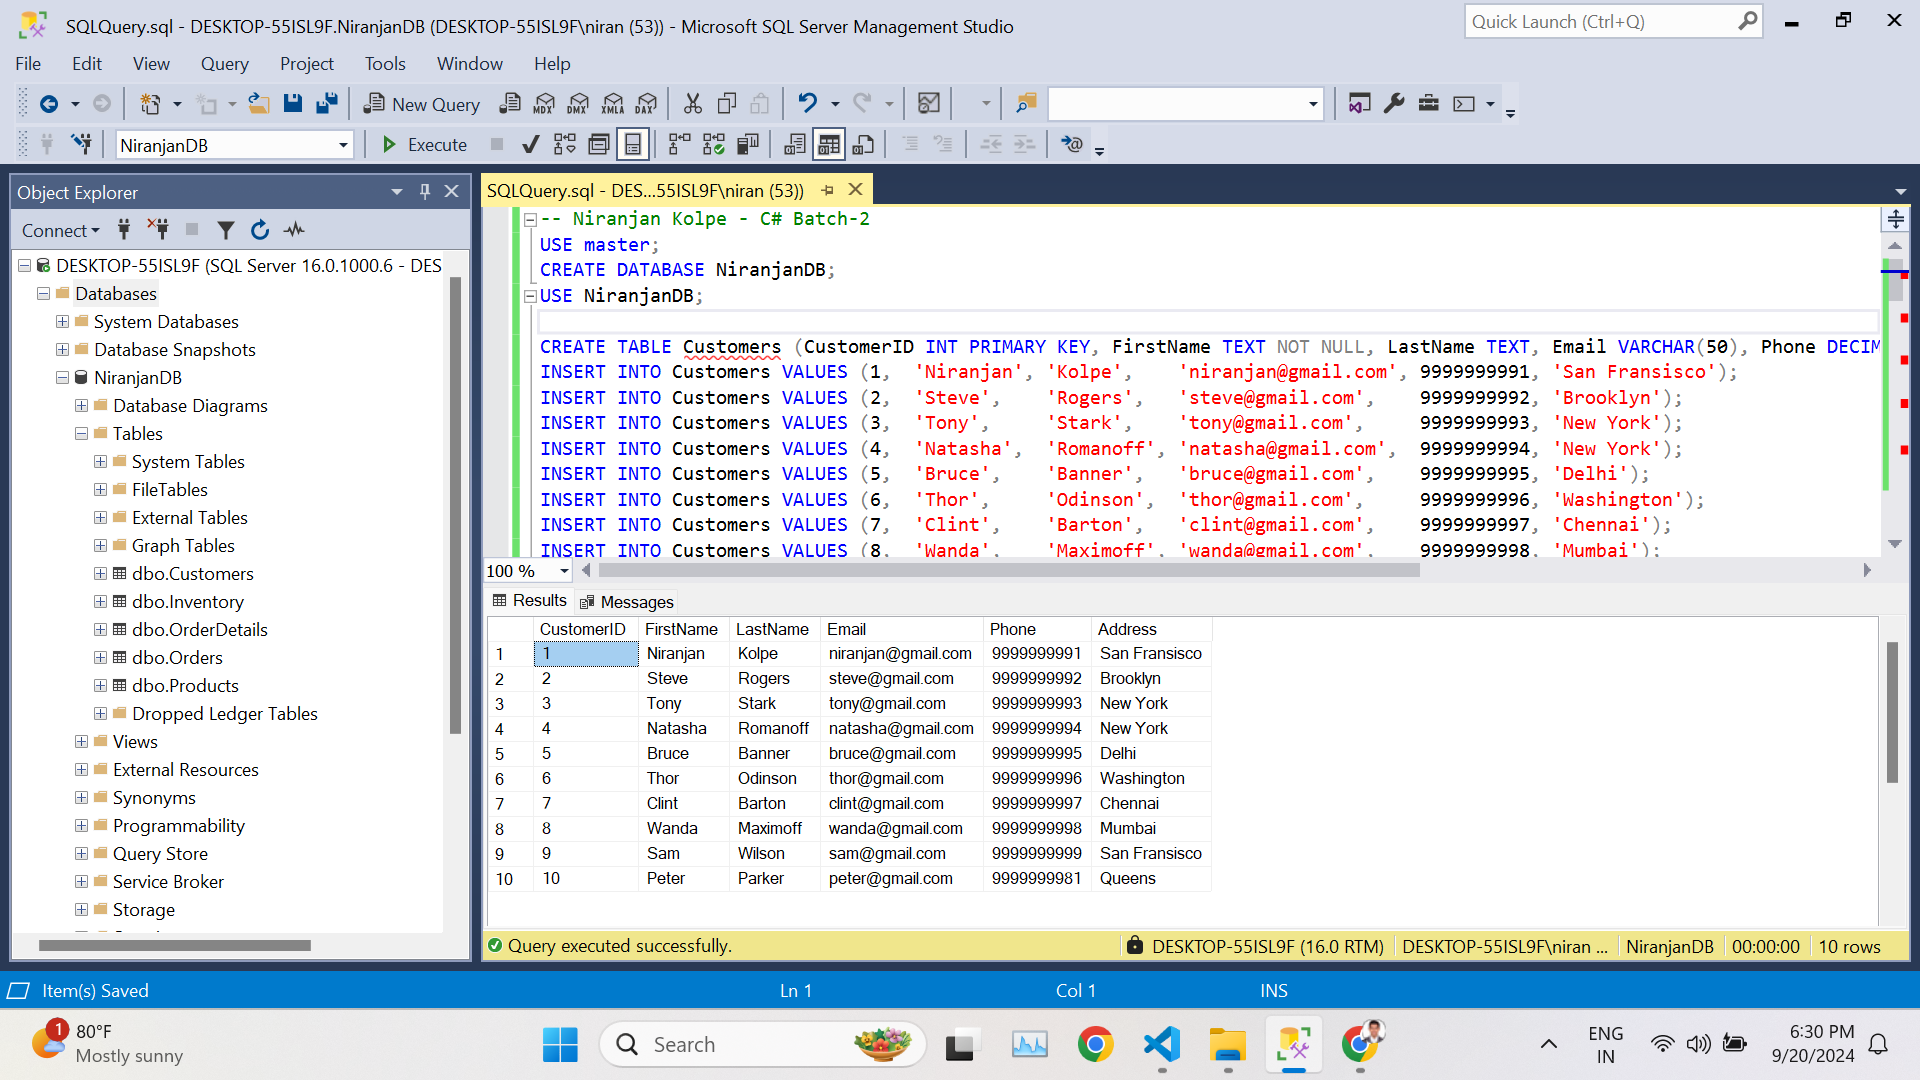 SQLQuery.sql - DESKTOP-55ISL9F.NiranjanDB (DESKTOP-55ISL9F\niran (53)) - Microsoft SQL Server Management Studio
Quick Launch (Ctrl+Q)
File Edit View Query Project Tools Window Help
New Query MDX DMX XMLA DAX
NiranjanDB Execute
Object Explorer
Connect
DESKTOP-55ISL9F (SQL Server 16.0.1000.6 - DES
Databases
System Databases
Database Snapshots
NiranjanDB
Database Diagrams
Tables
System Tables
FileTables
External Tables
Graph Tables
dbo.Customers
dbo.Inventory
dbo.OrderDetails
dbo.Orders
dbo.Products
Dropped Ledger Tables
Views
External Resources
Synonyms
Programmability
Query Store
Service Broker
Storage
SQLQuery.sql - DES...55ISL9F\niran (53))
-- Niranjan Kolpe - C# Batch-2
USE master;
CREATE DATABASE NiranjanDB;
USE NiranjanDB;
CREATE TABLE Customers (CustomerID INT PRIMARY KEY, FirstName TEXT NOT NULL, LastName TEXT, Email VARCHAR(50), Phone DECIM
INSERT INTO Customers VALUES (1, 'Niranjan', 'Kolpe', 'niranjan@gmail.com', 9999999991, 'San Fransisco');
INSERT INTO Customers VALUES (2, 'Steve', 'Rogers', 'steve@gmail.com', 9999999992, 'Brooklyn');
INSERT INTO Customers VALUES (3, 'Tony', 'Stark', 'tony@gmail.com', 9999999993, 'New York');
INSERT INTO Customers VALUES (4, 'Natasha', 'Romanoff', 'natasha@gmail.com', 9999999994, 'New York');
INSERT INTO Customers VALUES (5, 'Bruce', 'Banner', 'bruce@gmail.com', 9999999995, 'Delhi');
INSERT INTO Customers VALUES (6, 'Thor', 'Odinson', 'thor@gmail.com', 9999999996, 'Washington');
INSERT INTO Customers VALUES (7, 'Clint', 'Barton', 'clint@gmail.com', 9999999997, 'Chennai');
INSERT INTO Customers VALUES (8, 'Wanda', 'Maximoff', 'wanda@gmail.com', 9999999998, 'Mumbai');
100 %
Results Messages
CustomerID FirstName LastName Email Phone Address
1 1 Niranjan Kolpe niranjan@gmail.com 9999999991 San Fransisco
2 2 Steve Rogers steve@gmail.com 9999999992 Brooklyn
3 3 Tony Stark tony@gmail.com 9999999993 New York
4 4 Natasha Romanoff natasha@gmail.com 9999999994 New York
5 5 Bruce Banner bruce@gmail.com 9999999995 Delhi
6 6 Thor Odinson thor@gmail.com 9999999996 Washington
7 7 Clint Barton clint@gmail.com 9999999997 Chennai
8 8 Wanda Maximoff wanda@gmail.com 9999999998 Mumbai
9 9 Sam Wilson sam@gmail.com 9999999999 San Fransisco
10 10 Peter Parker peter@gmail.com 9999999981 Queens
Query executed successfully. DESKTOP-55ISL9F (16.0 RTM) DESKTOP-55ISL9F\niran ... NiranjanDB 00:00:00 10 rows
Item(s) Saved Ln 1 Col 1 INS
1
80°F
Mostly sunny
Search
ENG
IN
6:30 PM
9/20/2024